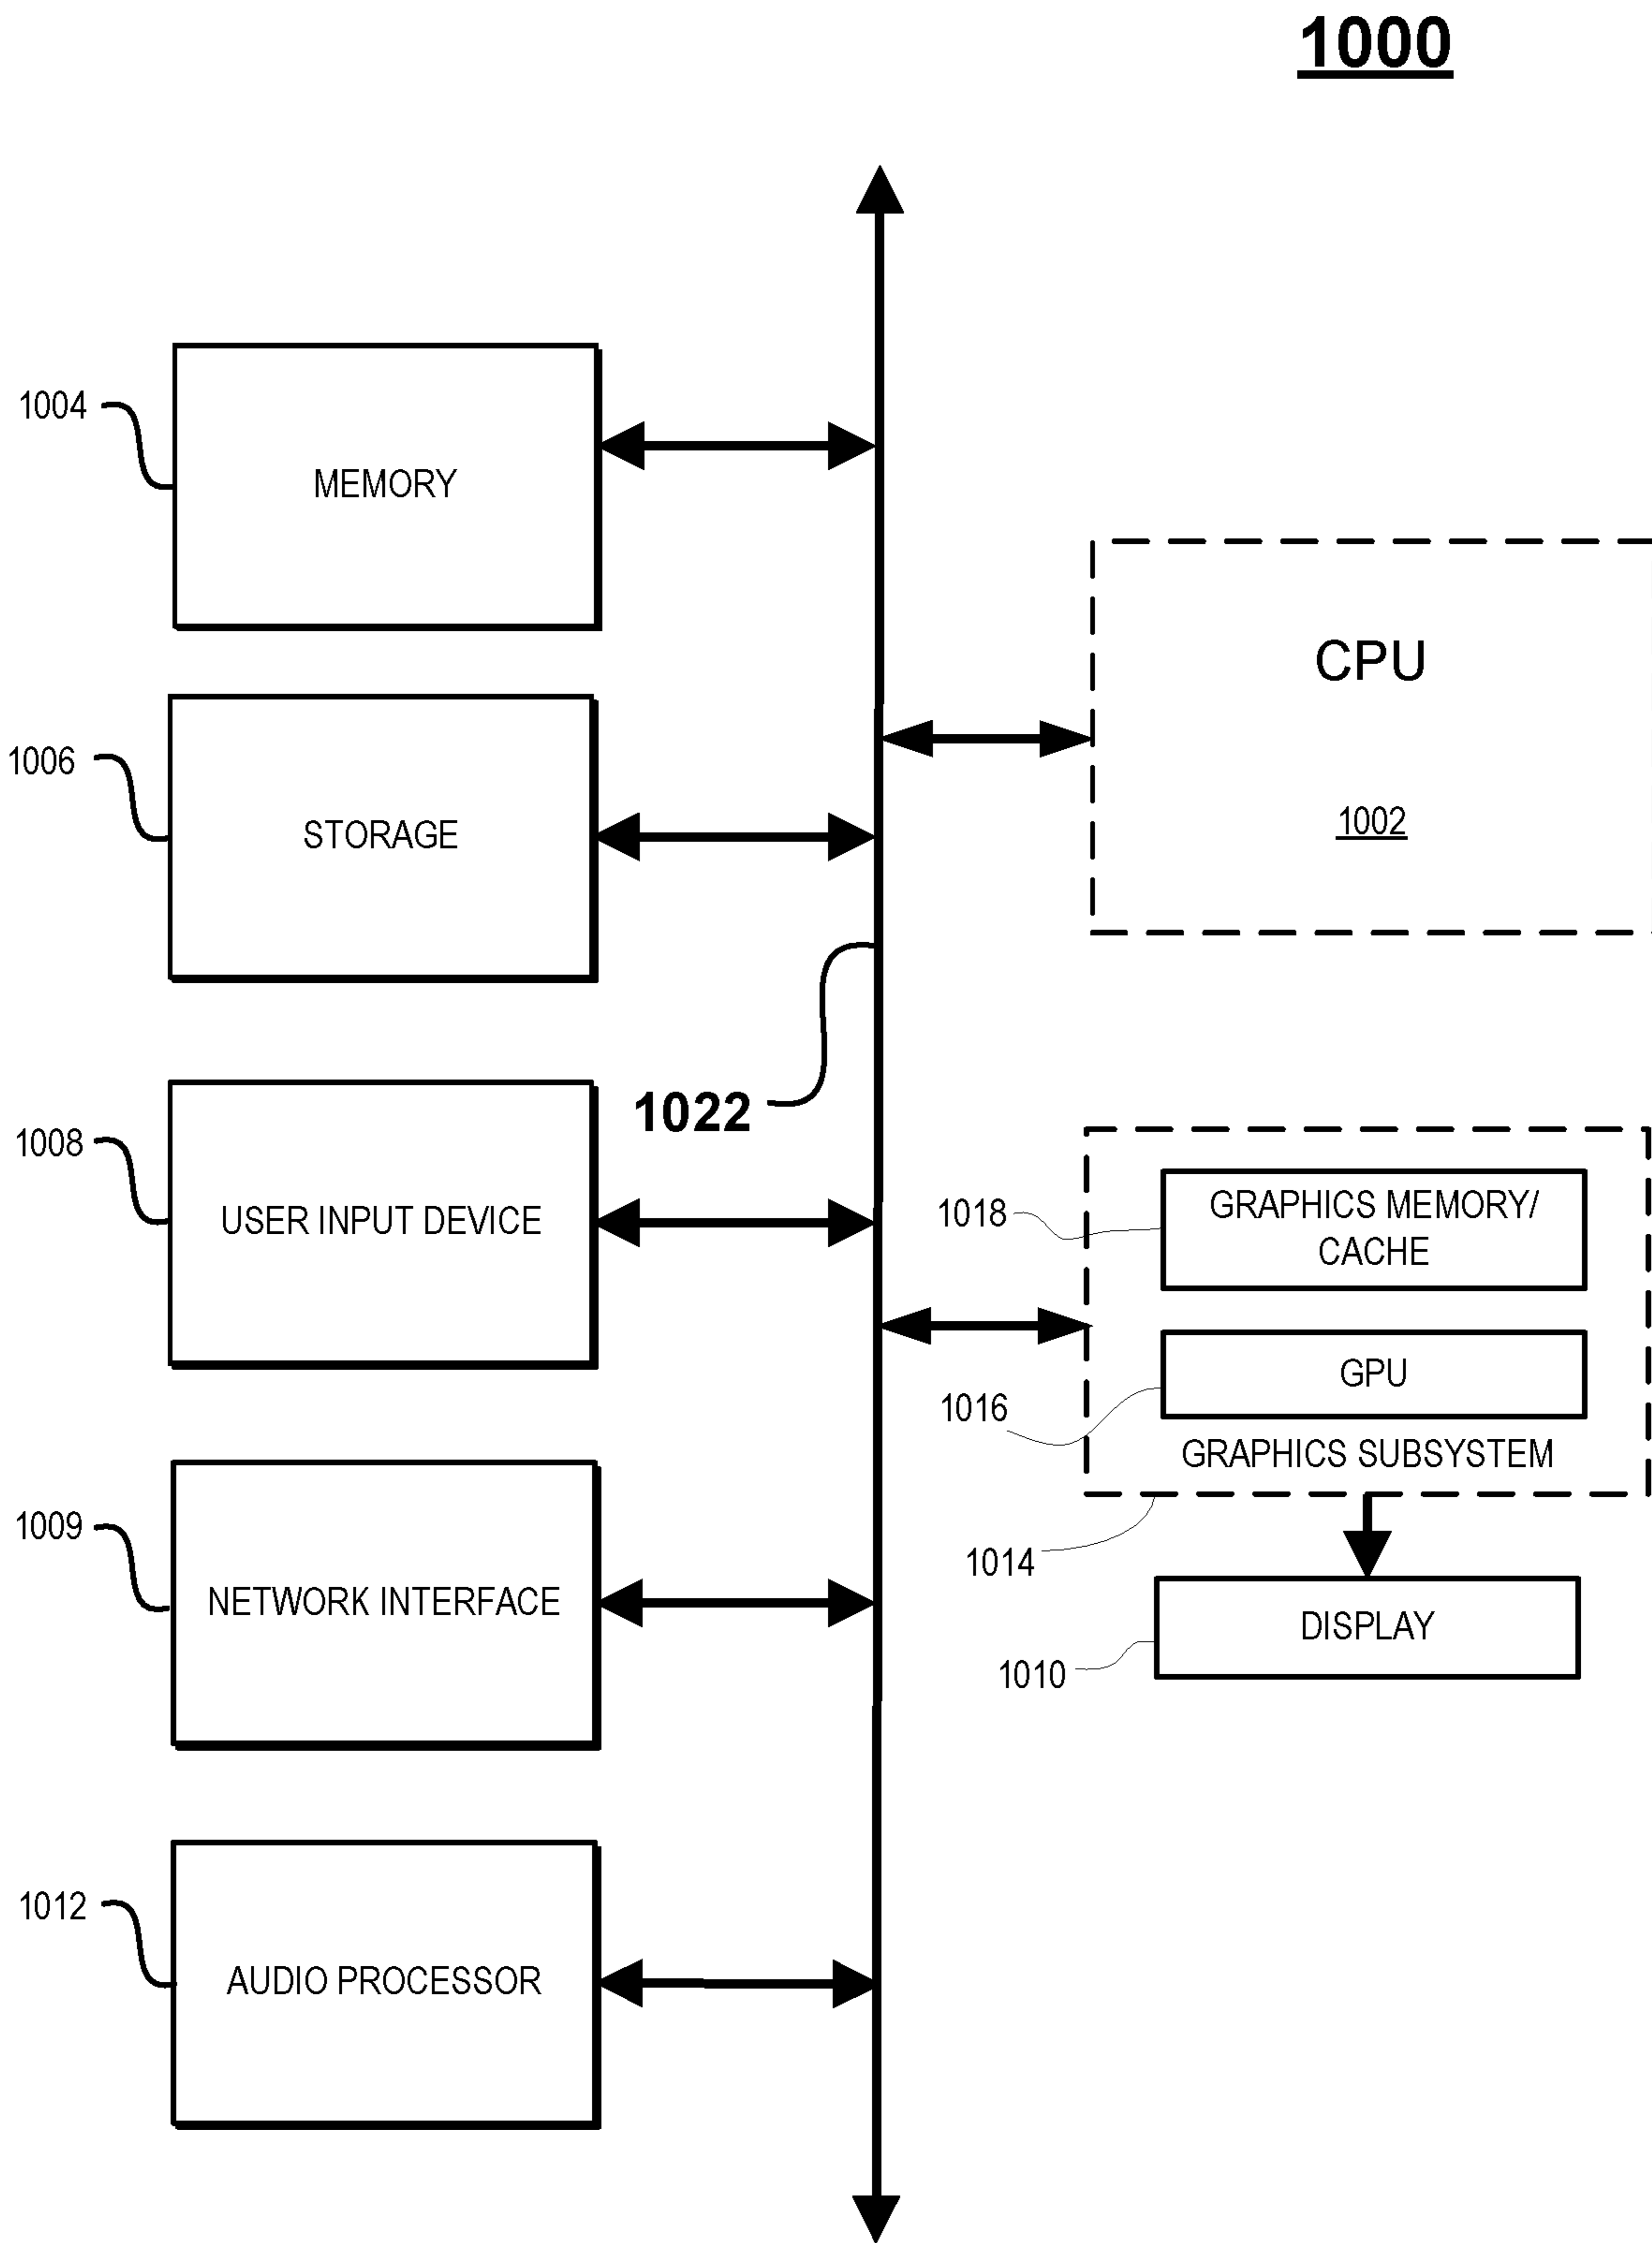 1000
1004
MEMORY
CPU
1002
1006
STORAGE
1022
1008
USER INPUT DEVICE
1018
GRAPHICS MEMORY/
CACHE
1016
GPU
GRAPHICS SUBSYSTEM
1014
1009
NETWORK INTERFACE
DISPLAY
1010
1012
AUDIO PROCESSOR